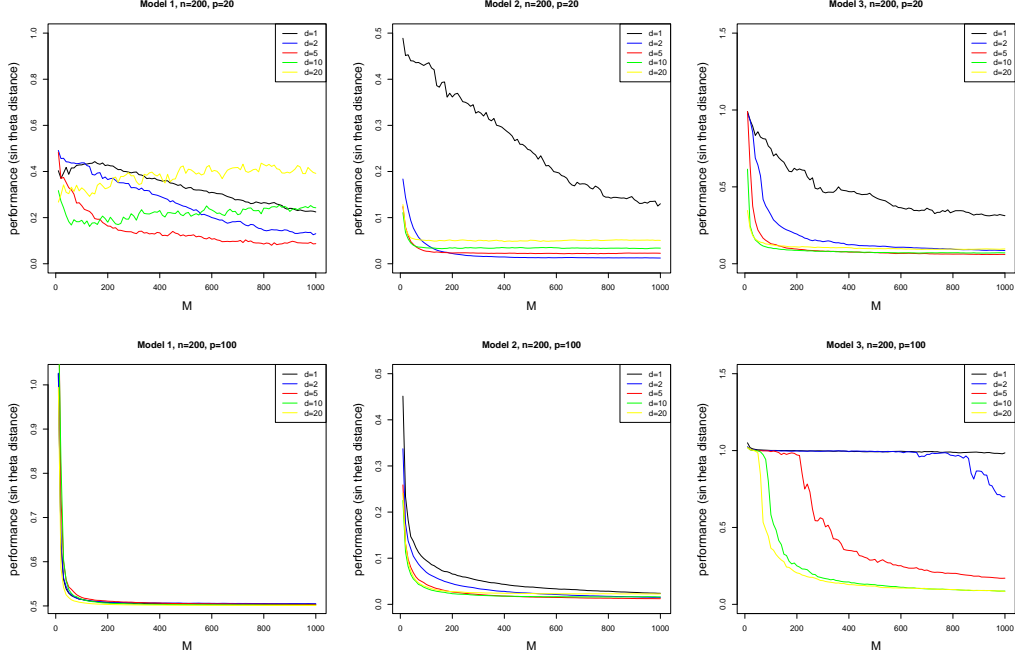 Model 1, n=200, p=20
performance (sin theta distance)
1.0
0.8
0.6
0.4
0.2
0.0
0
200
400
600
800
1000
M
d=1
d=2
d=5
d=10
d=20
Model 2, n=200, p=20
performance (sin theta distance)
0.5
0.4
0.3
0.2
0.1
0.0
0
200
400
600
800
1000
M
d=1
d=2
d=5
d=10
d=20
Model 3, n=200, p=20
performance (sin theta distance)
1.5
1.0
0.5
0.0
0
200
400
600
800
1000
M
d=1
d=2
d=5
d=10
d=20
Model 1, n=200, p=100
performance (sin theta distance)
1.0
0.9
0.8
0.7
0.6
0.5
0
200
400
600
800
1000
M
d=1
d=2
d=5
d=10
d=20
Model 2, n=200, p=100
performance (sin theta distance)
0.5
0.4
0.3
0.2
0.1
0.0
0
200
400
600
800
1000
M
d=1
d=2
d=5
d=10
d=20
Model 3, n=200, p=100
performance (sin theta distance)
1.5
1.0
0.5
0.0
0
200
400
600
800
1000
M
d=1
d=2
d=5
d=10
d=20